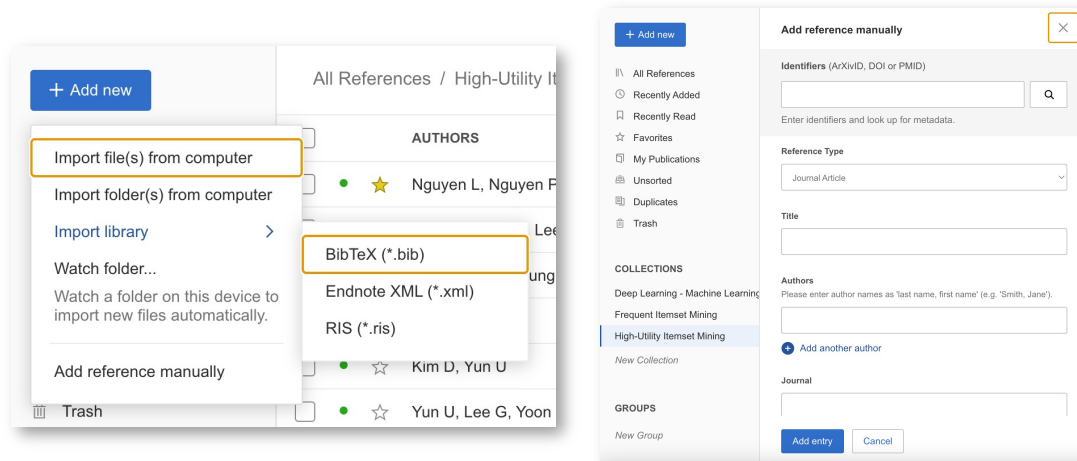 + Add new
All References / High-Utility It
AUTHORS
Import file(s) from computer
Nguyen L, Nguyen P
Import folder(s) from computer
Import library
Lee
BibTeX (*.bib)
ung
Watch folder...
Watch a folder on this device to
import new files automatically.
Endnote XML (*.xml)
RIS (*.ris)
Add reference manually
Kim D, Yun U
Trash
Yun U, Lee G, Yoon
+ Add new
All References
Recently Added
Recently Read
Favorites
My Publications
Unsorted
Duplicates
Trash
COLLECTIONS
Deep Learning - Machine Learning
Frequent Itemset Mining
High-Utility Itemset Mining
New Collection
GROUPS
New Group
Add reference manually
Identifiers (ArXivID, DOI or PMID)
Enter identifiers and look up for metadata.
Reference Type
Journal Article
Title
Authors
Please enter author names as 'last name, first name' (e.g. 'Smith, Jane').
Add another author
Journal
Add entry
Cancel